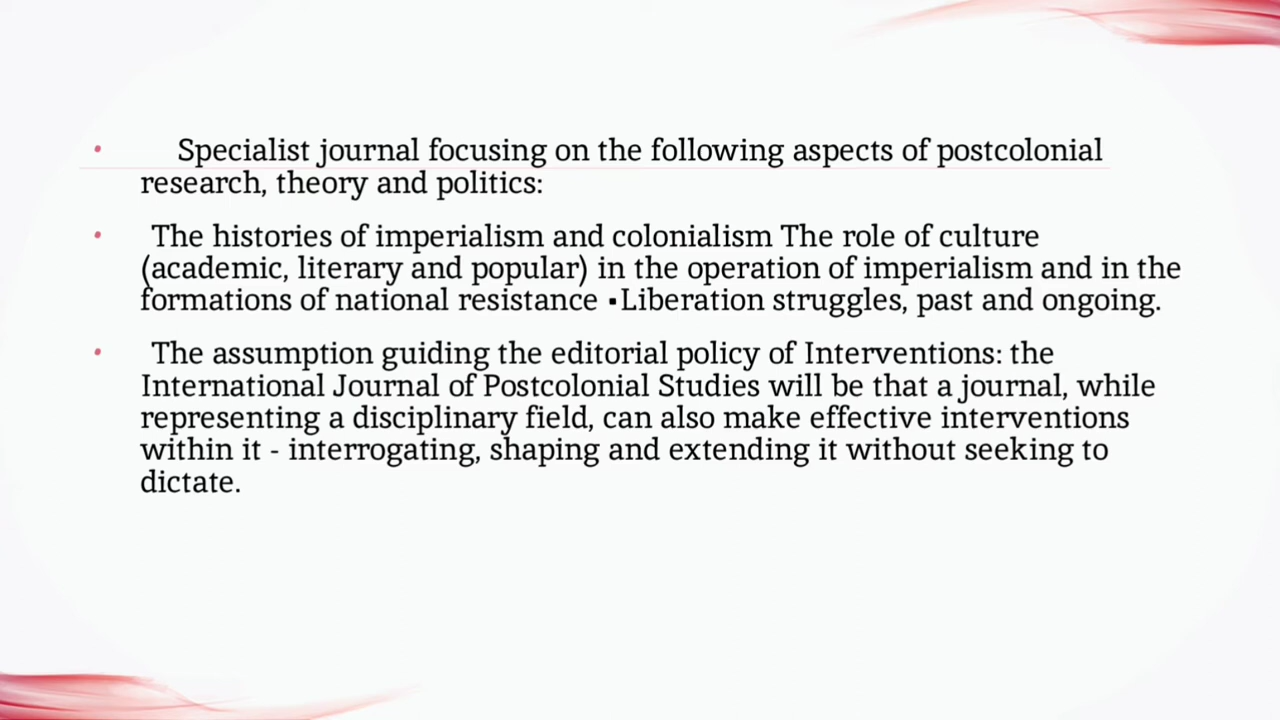 • Specialist journal focusing on the following aspects of postcolonial
research, theory and politics:
• The histories of imperialism and colonialism The role of culture
(academic, literary and popular) in the operation of imperialism and in the
formations of national resistance ▪Liberation struggles, past and ongoing.
• The assumption guiding the editorial policy of Interventions: the
International Journal of Postcolonial Studies will be that a journal, while
representing a disciplinary field, can also make effective interventions
within it - interrogating, shaping and extending it without seeking to
dictate.